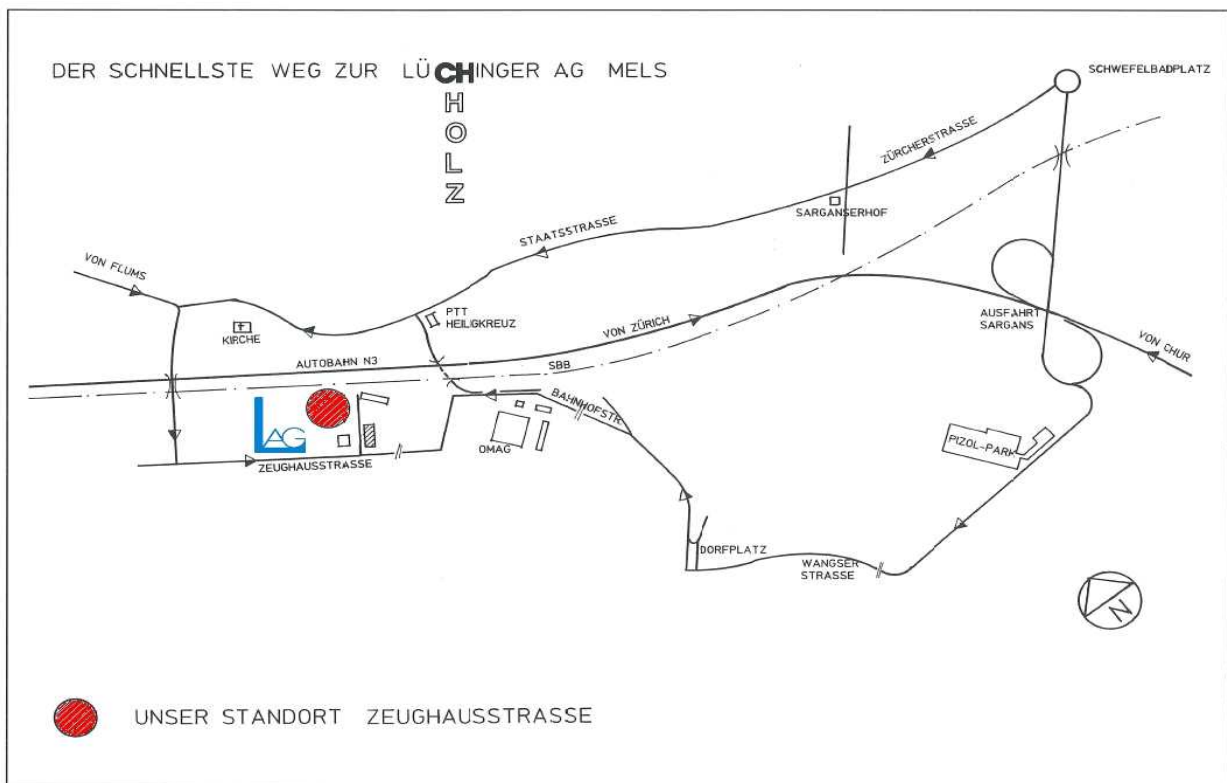 DER SCHNELLSTE WEG ZUR LÜCHINGER AG MELS
HOLZ
SCHWEFELBADPLATZ
ZÜRCHERSTRASSE
SARGANSERHOF
STAATSSTRASSE
VON FLUMS
PTT
HEILIGKREUZ
KIRCHE
VON ZÜRICH
AUSFAHRT
SARGANS
VON CHUR
AUTOBAHN N3
SBB
BAHNHOFSTR
LAG
OMAG
PIZOL-PARK
ZEUGHAUSSTRASSE
DORFPLATZ
WANGSER
STRASSE
N
UNSER STANDORT ZEUGHAUSSTRASSE